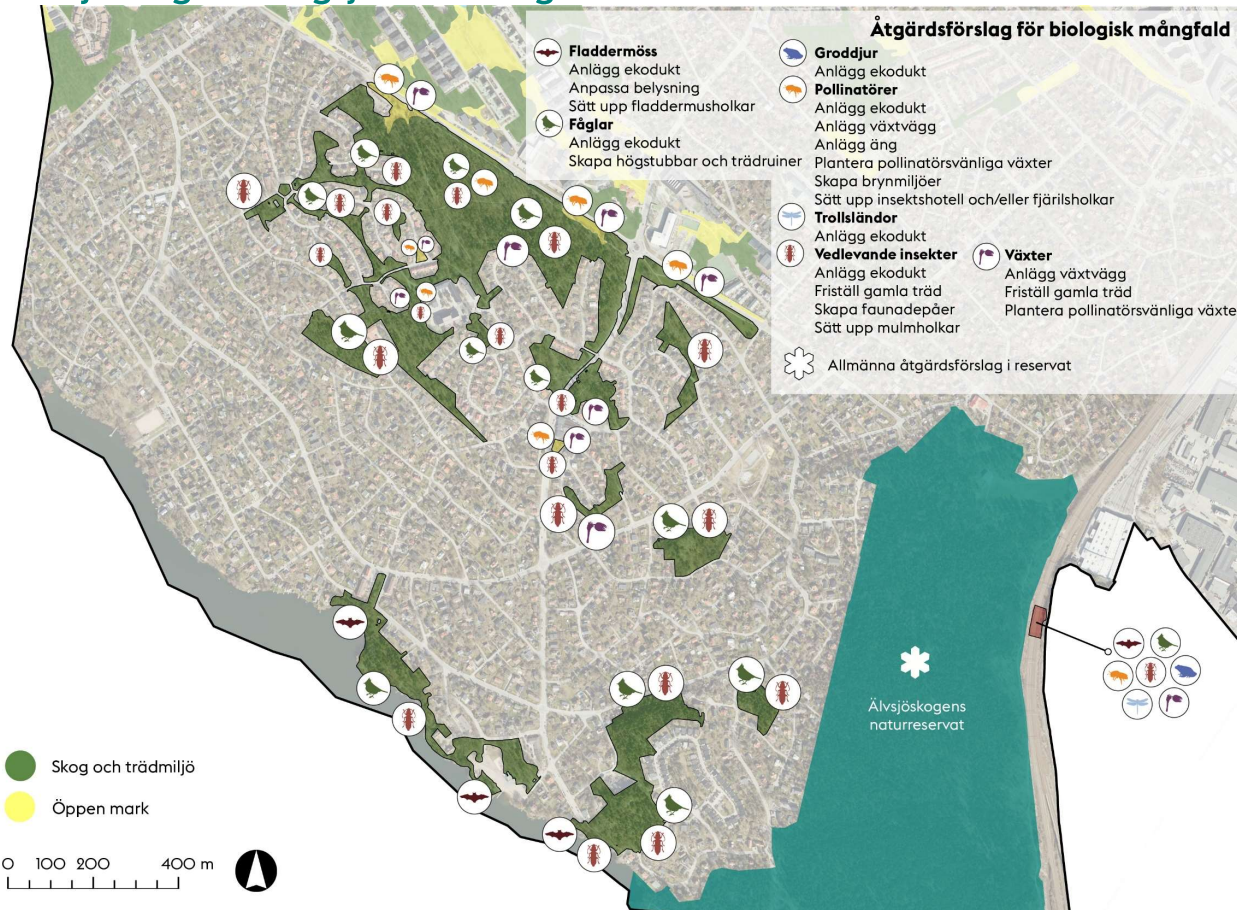 Åtgärdsförslag för biologisk mångfald
Fladdermöss
Anlägg ekodukt
Anpassa belysning
Sätt upp fladdermusholkar
Fåglar
Anlägg ekodukt
Skapa högstubbar och trädruiner
Groddjur
Anlägg ekodukt
Pollinatörer
Anlägg ekodukt
Anlägg växtvägg
Anlägg äng
Plantera pollinatörsvänliga växter
Skapa brynmiljöer
Sätt upp insektshotell och/eller fjärilsholkar
Trollsländor
Anlägg ekodukt
Vedlevande insekter
Anlägg ekodukt
Friställ gamla träd
Skapa faunadepåer
Sätt upp mulmholkar
Växter
Anlägg växtvägg
Friställ gamla träd
Plantera pollinatörsvänliga växte
Allmänna åtgärdsförslag i reservat
Älvsjöskogens
naturreservat
Skog och trädmiljö
Öppen mark
0 100 200 400 m